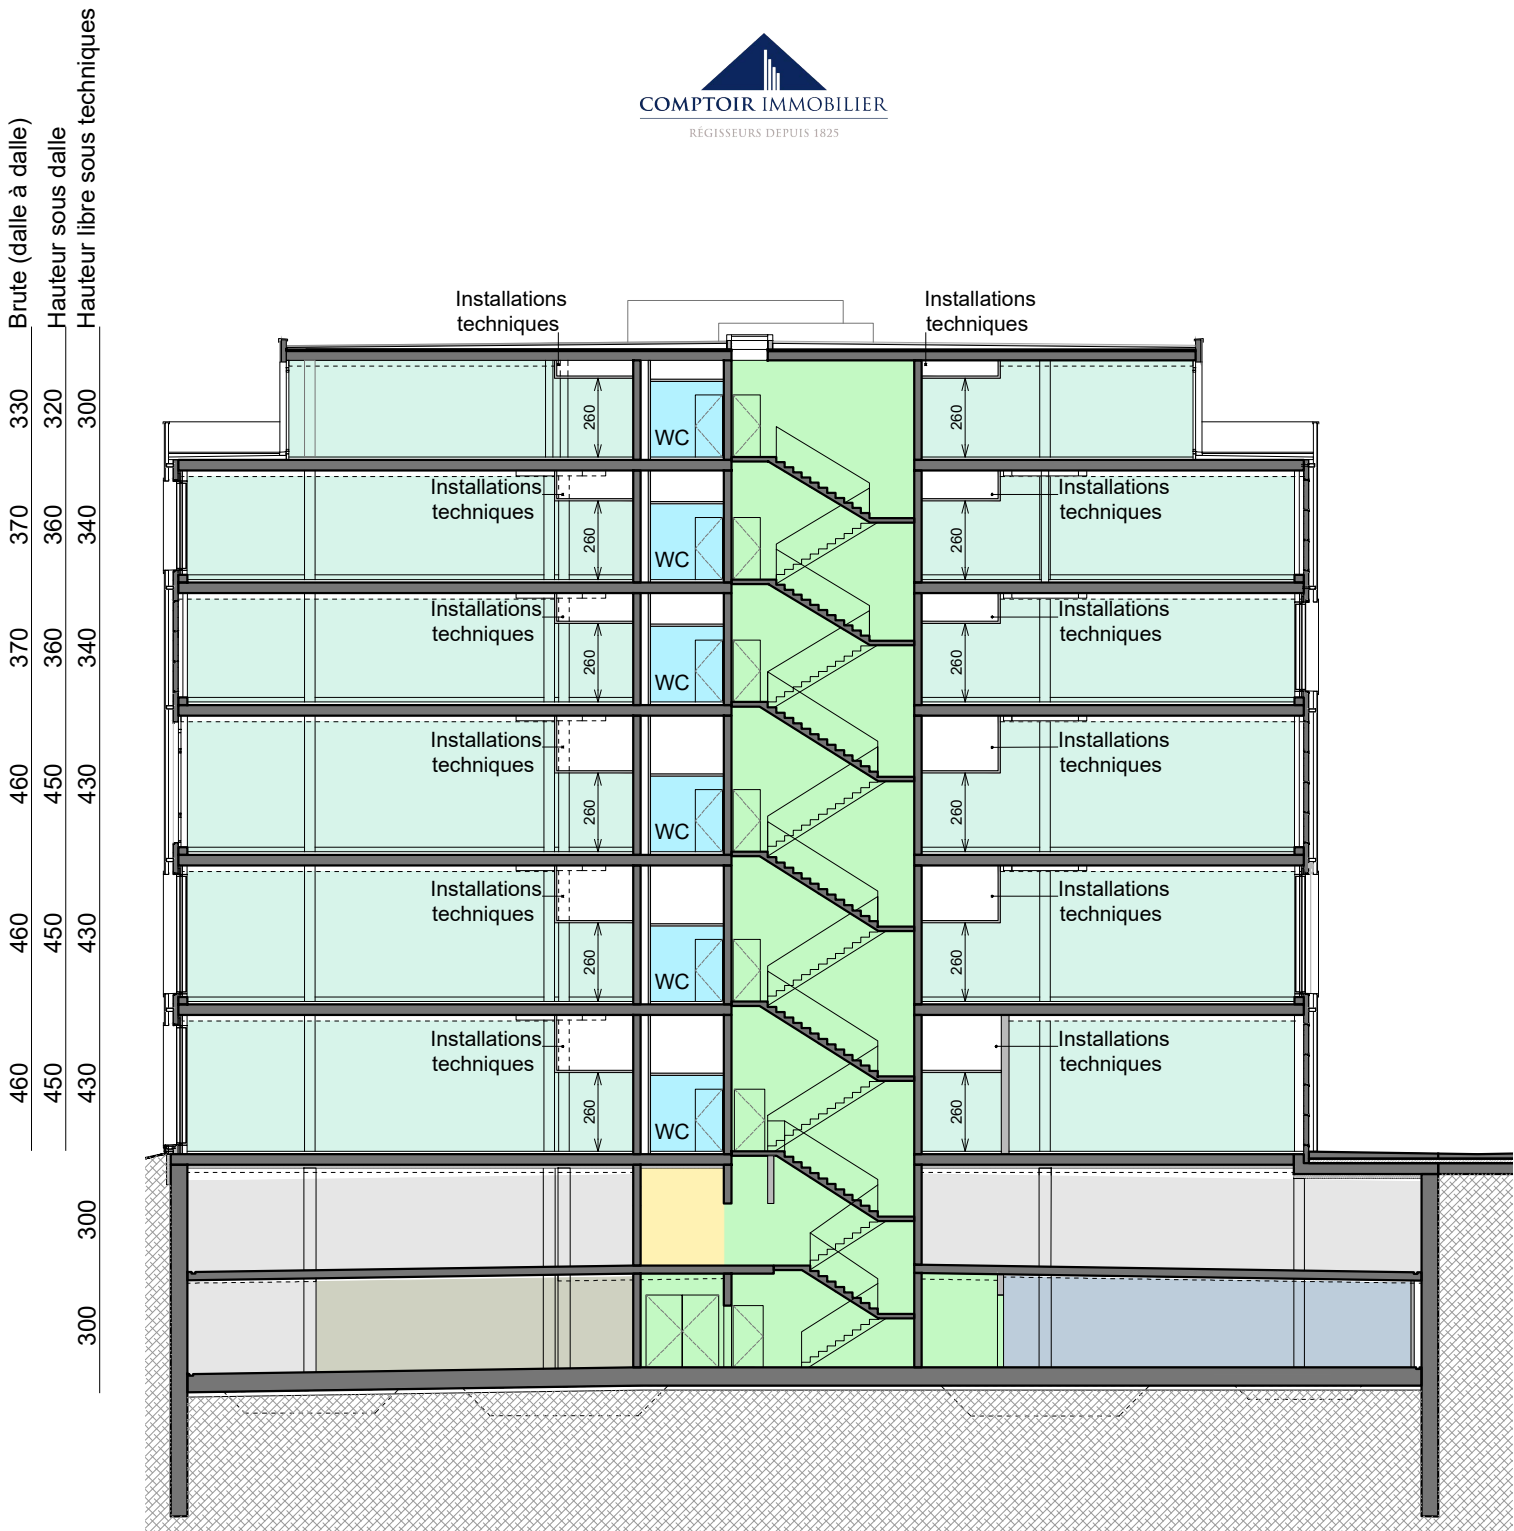 COMPTOIR IMMOBILIER
RÉGISSEURS DEPUIS 1825
Brute (dalle à dalle)
Hauteur sous dalle
Hauteur libre sous techniques
Installations
techniques
Installations
techniques
330 320 300
260
WC
260
Installations
techniques
Installations
techniques
370 360 340
260
WC
260
Installations
techniques
Installations
techniques
370 360 340
260
WC
260
Installations
techniques
Installations
techniques
460 450 430
260
WC
260
Installations
techniques
Installations
techniques
460 450 430
260
WC
260
Installations
techniques
Installations
techniques
460 450 430
260
WC
260
300
300